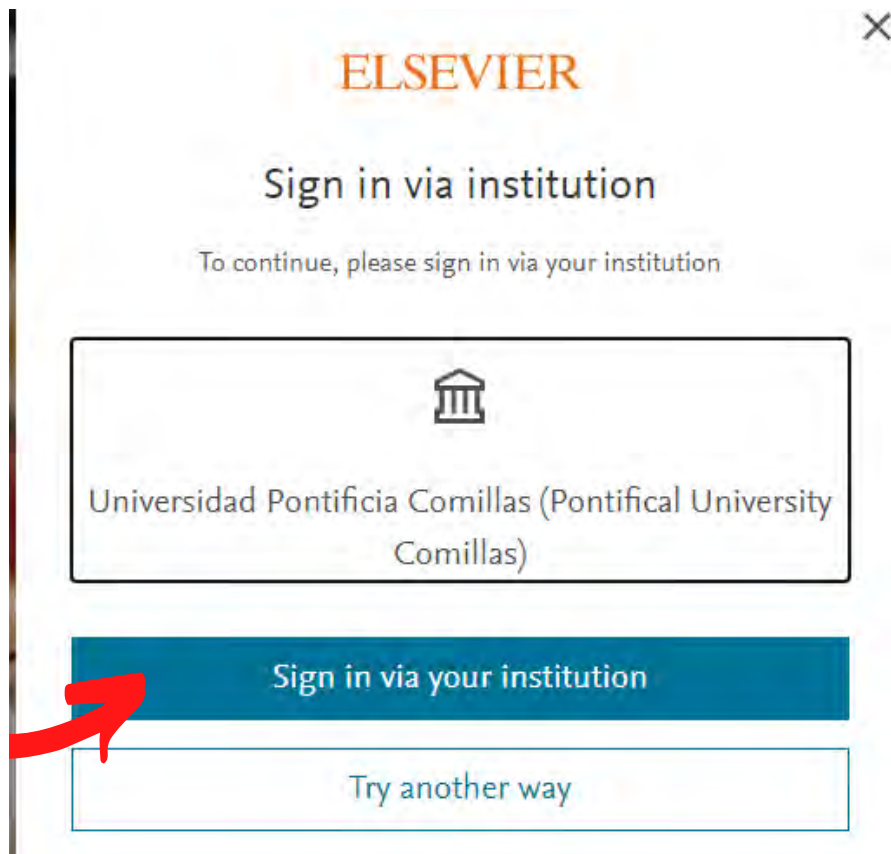 ELSEVIER
Sign in via institution
To continue, please sign in via your institution
Universidad Pontificia Comillas (Pontifical University
Comillas)
Sign in via your institution
Try another way